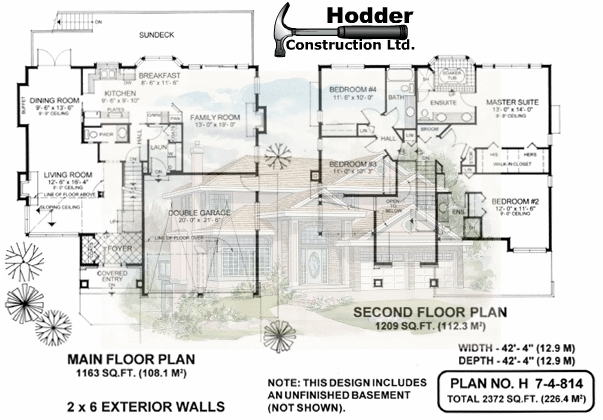 Hodder
Construction Ltd.
DN
SUNDECK
BREAKFAST
8'-6" x 11'-6"
DINING ROOM
9'-6" x 13'-6"
9'-9" CEILING
BUFFET
KITCHEN
9'-6" x 9'-10"
FAMILY ROOM
13'-0" x 19'-0"
PWDR
LAUN
HALL
DN
LIVING ROOM
12'-6" x 16'-4"
LINE OF FLOOR ABOVE
SLOPING CEILING
UP
FOYER
COVERED
ENTRY
DOUBLE GARAGE
20'-0" x 21'-6"
LINE OF FLOOR OVER
DN
BEDROOM #4
11'-6" x 10'-0"
BATH
SOAKER
TUB
ENSUITE
MASTER SUITE
13'-0" x 16'-0"
9'-0" CEILING
LIN
HALL
BROOM
BEDROOM #3
11'-0" x 10'-3"
LIN
HIS
HERS
WALK-IN CLOSET
OPEN
TO
BELOW
ENS
BEDROOM #2
12'-0" x 11'-6"
9'-0" CEILING
SECOND FLOOR PLAN
1209 SQ.FT. (112.3 M²)
MAIN FLOOR PLAN
1163 SQ.FT. (108.1 M²)
2 x 6 EXTERIOR WALLS
NOTE: THIS DESIGN INCLUDES
AN UNFINISHED BASEMENT
(NOT SHOWN).
WIDTH - 42'- 4" (12.9 M)
DEPTH - 42'- 4" (12.9 M)
PLAN NO. H 7-4-814
TOTAL 2372 SQ.FT. (226.4 M²)